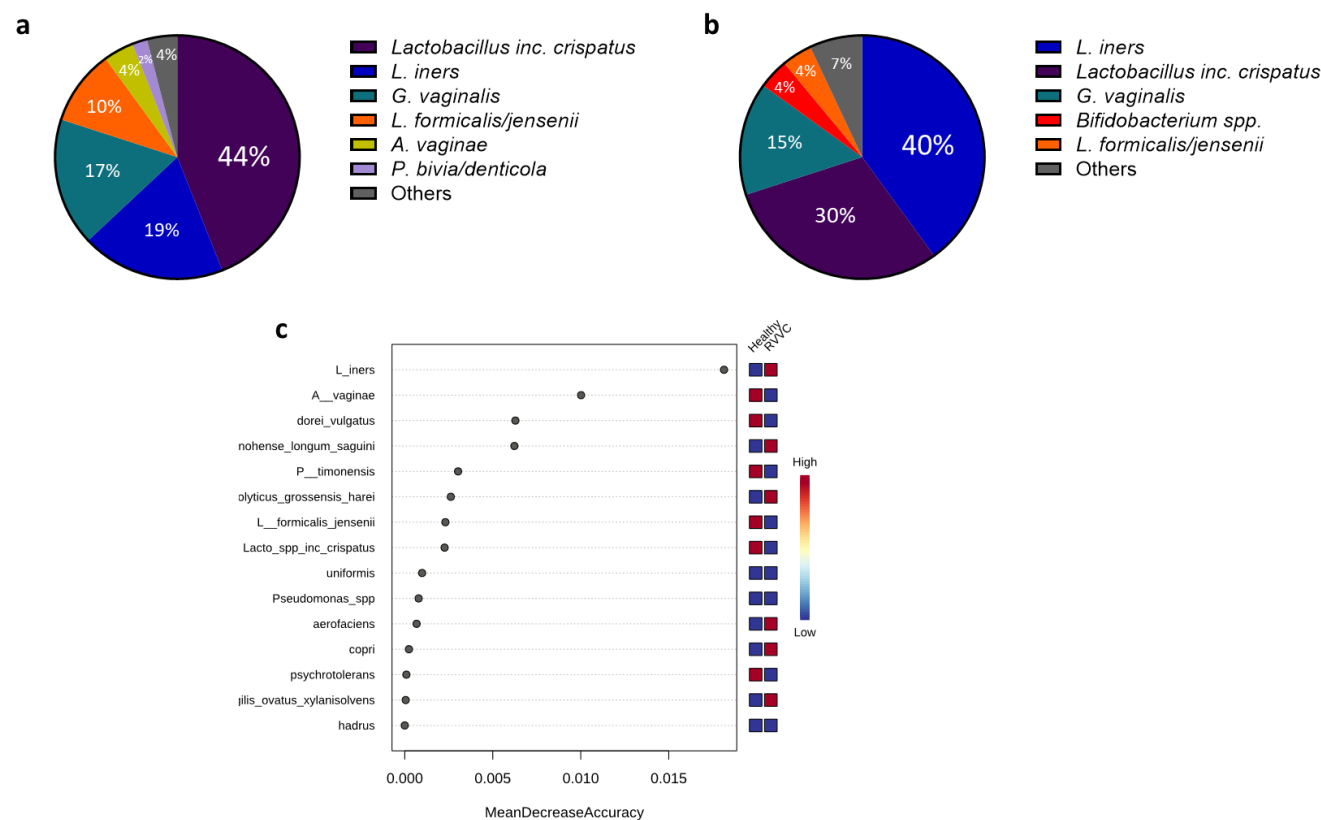 a
44%
19%
17%
10%
4%
2%
4%
Lactobacillus inc. crispatus
L. iners
G. vaginalis
L. formicalis/jensenii
A. vaginae
P. bivia/denticola
Others
b
40%
30%
15%
4%
4%
7%
L. iners
Lactobacillus inc. crispatus
G. vaginalis
Bifidobacterium spp.
L. formicalis/jensenii
Others
c
Healthy
RVVC
L_iners
A__vaginae
dorei_vulgatus
nohense_longum_saguini
P__timonensis
olyticus_grossensis_harei
L__formicalis_jensenii
Lacto_spp_inc_crispatus
uniformis
Pseudomonas_spp
aerofaciens
copri
psychrotolerans
gilis_ovatus_xylanisolvens
hadrus
High
Low
0.000 0.005 0.010 0.015
MeanDecreaseAccuracy